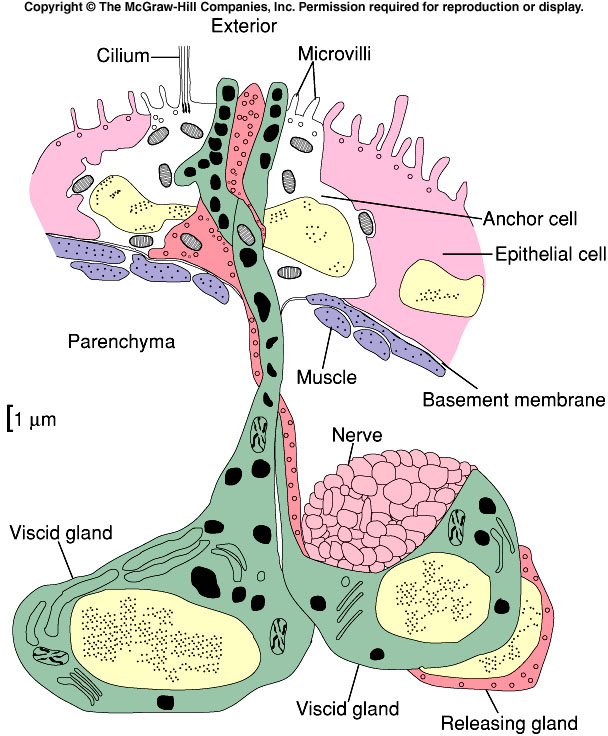 Copyright © The McGraw-Hill Companies, Inc. Permission required for reproduction or display.
Exterior
Cilium
Microvilli
Anchor cell
Epithelial cell
Parenchyma
Muscle
Basement membrane
1 µm
Nerve
Viscid gland
Viscid gland
Releasing gland